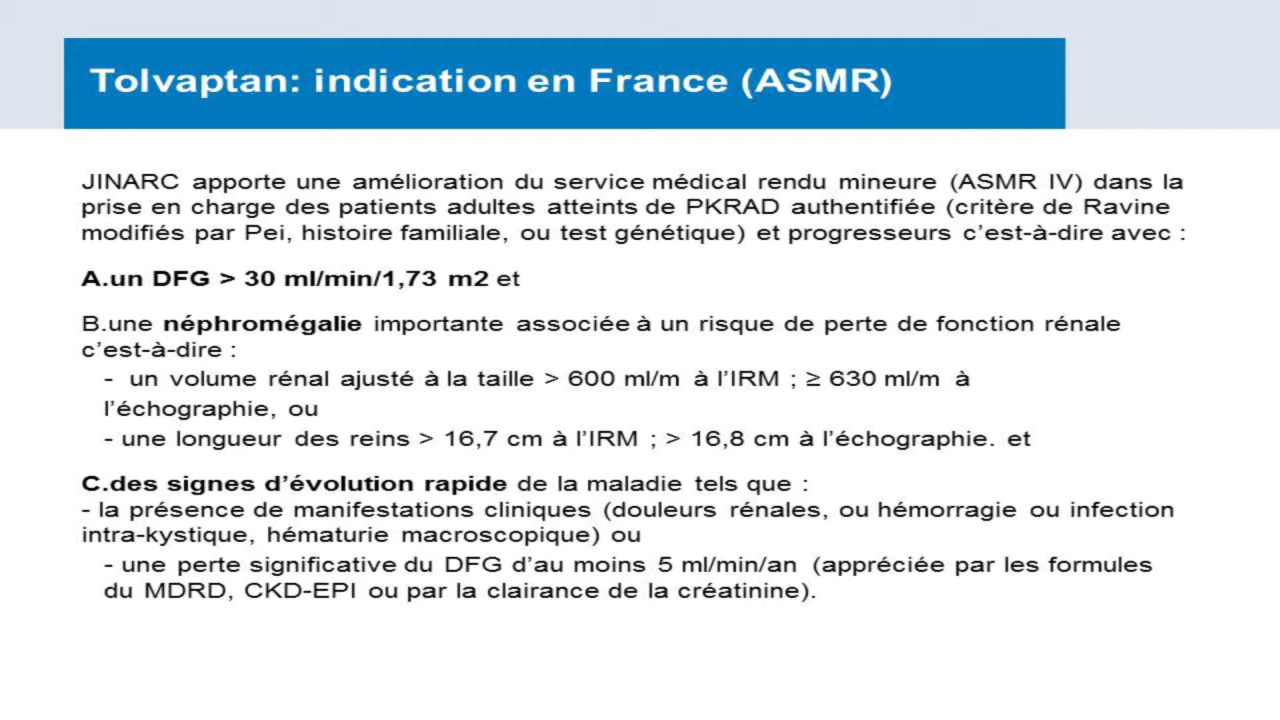 Tolvaptan: indication en France (ASMR)
JINARC apporte une amélioration du service médical rendu mineure (ASMR IV) dans la
prise en charge des patients adultes atteints de PKRAD authentifiée (critère de Ravine
modifiés par Pei, histoire familiale, ou test génétique) et progresseurs c’est-à-dire avec :
A.un DFG > 30 ml/min/1,73 m2 et
B.une néphromégalie importante associée à un risque de perte de fonction rénale
c’est-à-dire :
- un volume rénal ajusté à la taille > 600 ml/m à l’IRM ; ≥ 630 ml/m à
l’échographie, ou
- une longueur des reins > 16,7 cm à l’IRM ; > 16,8 cm à l’échographie. et
C.des signes d’évolution rapide de la maladie tels que :
- la présence de manifestations cliniques (douleurs rénales, ou hémorragie ou infection
intra-kystique, hématurie macroscopique) ou
- une perte significative du DFG d’au moins 5 ml/min/an (appréciée par les formules
du MDRD, CKD-EPI ou par la clairance de la créatinine).